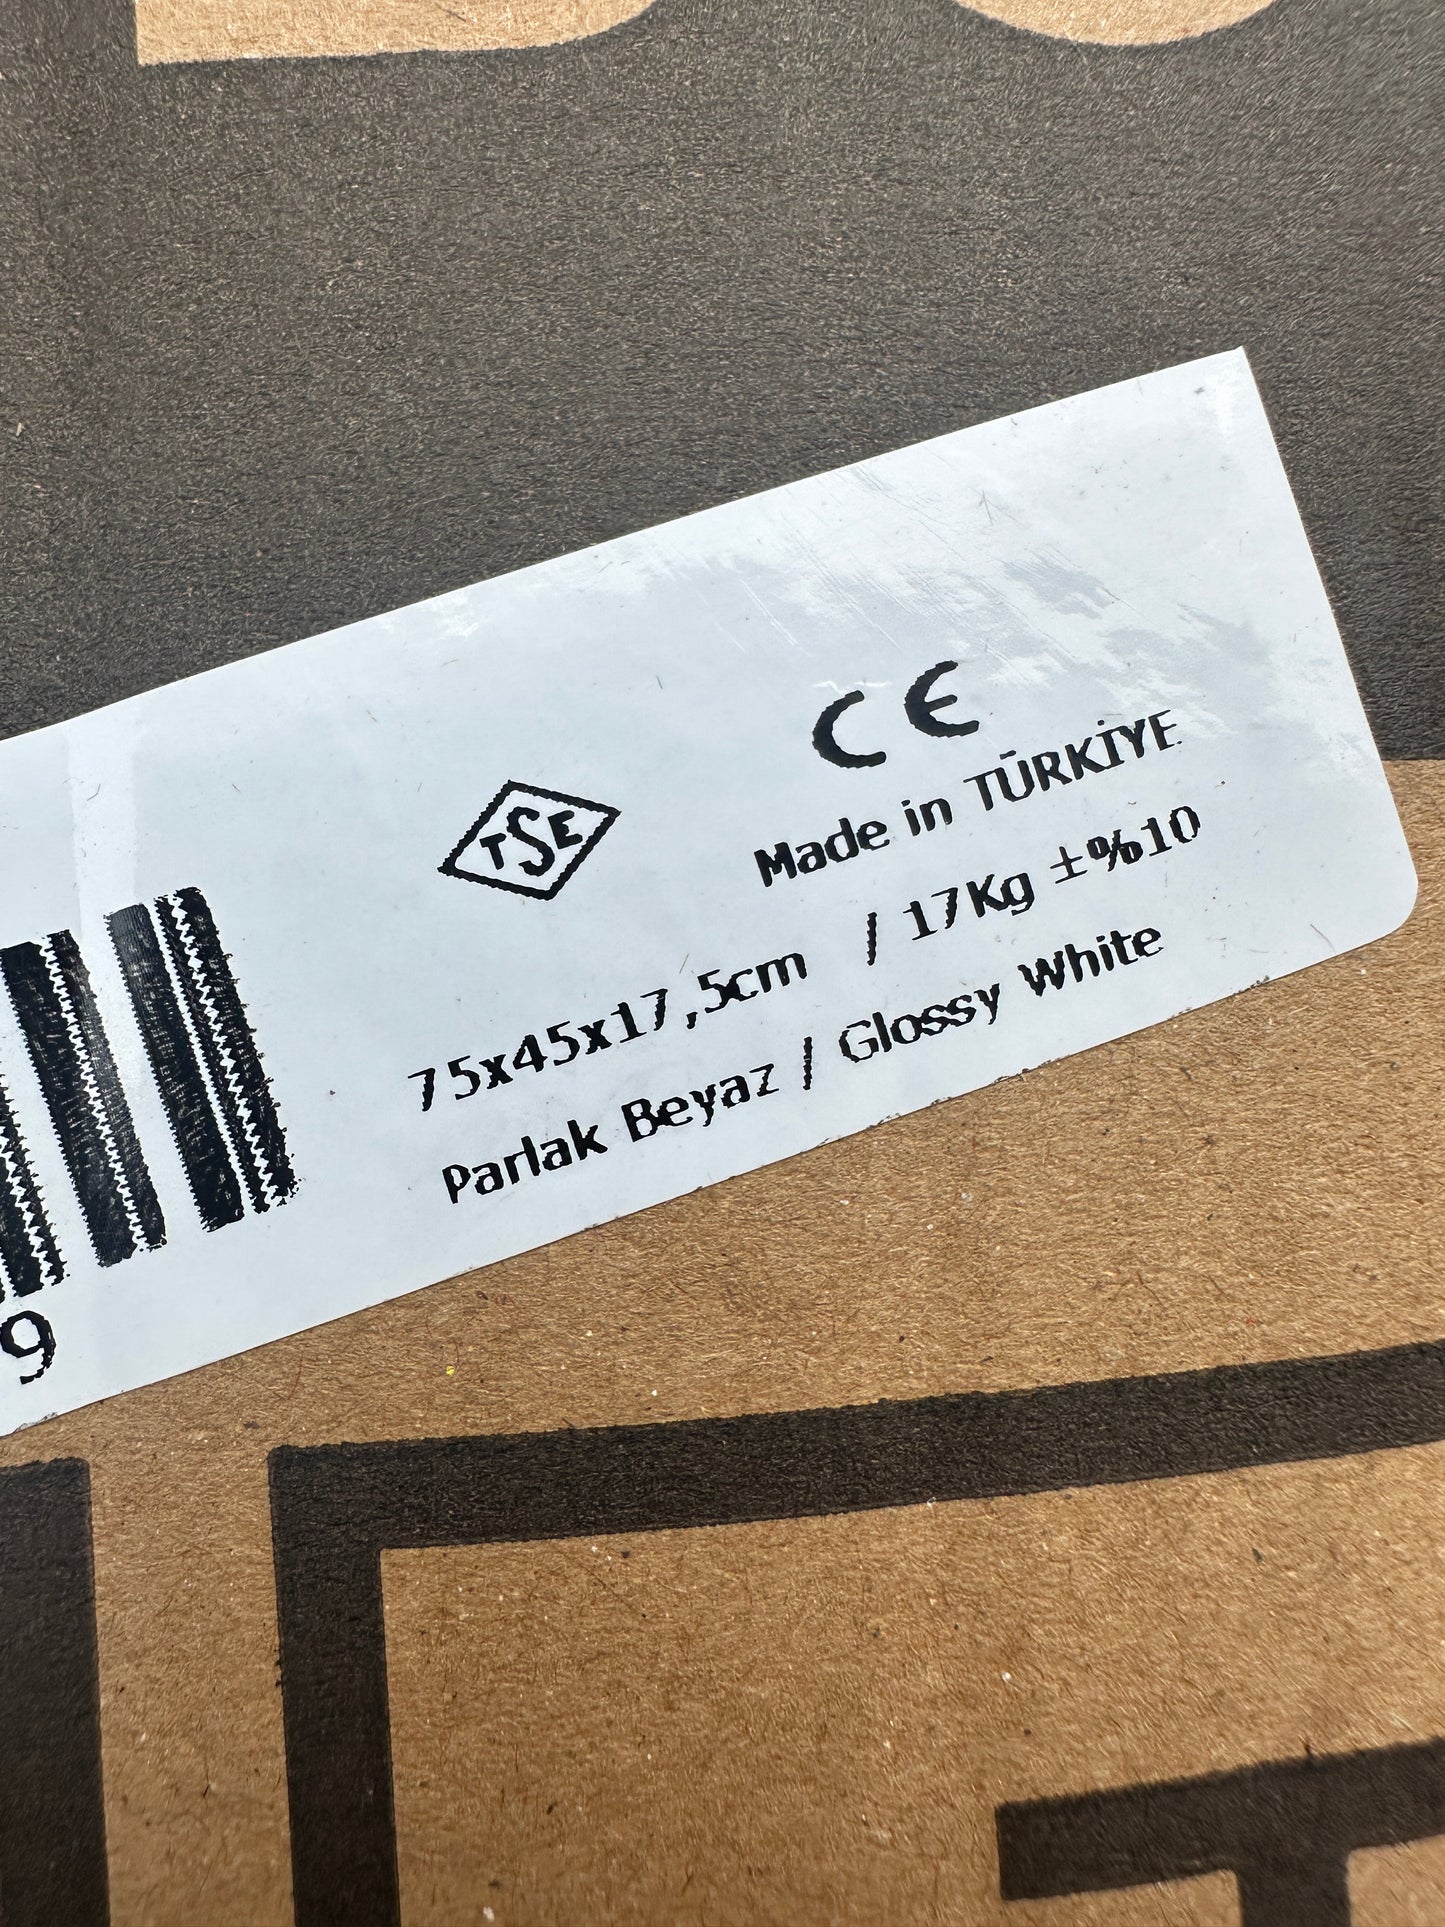 CE
TSE
Made in TÜRKİYE
75x45x17,5cm / 17Kg ±%10
Parlak Beyaz / Glossy White
9